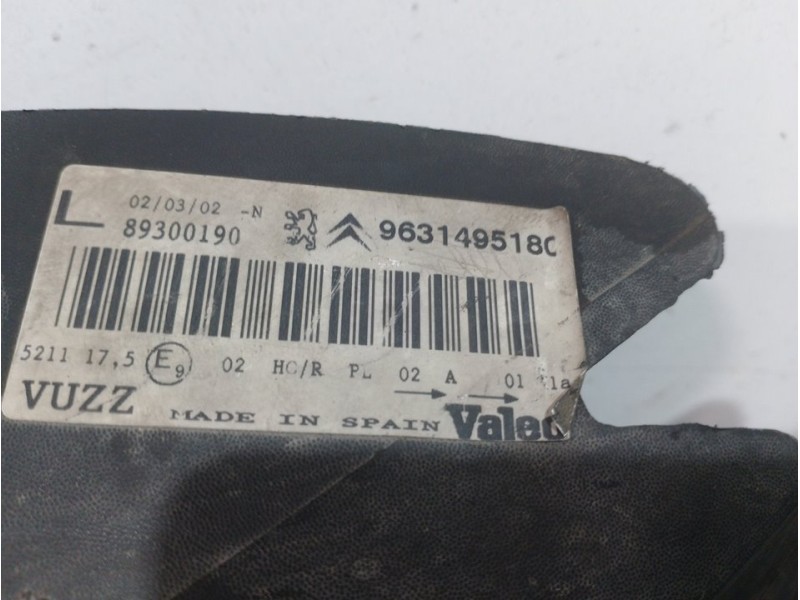 L 02/03/02 -N
89300190 963149518C
5211 17,5 E9 02 HC/R PL 02 A 01 1a
VUZZ MADE IN SPAIN Valeo